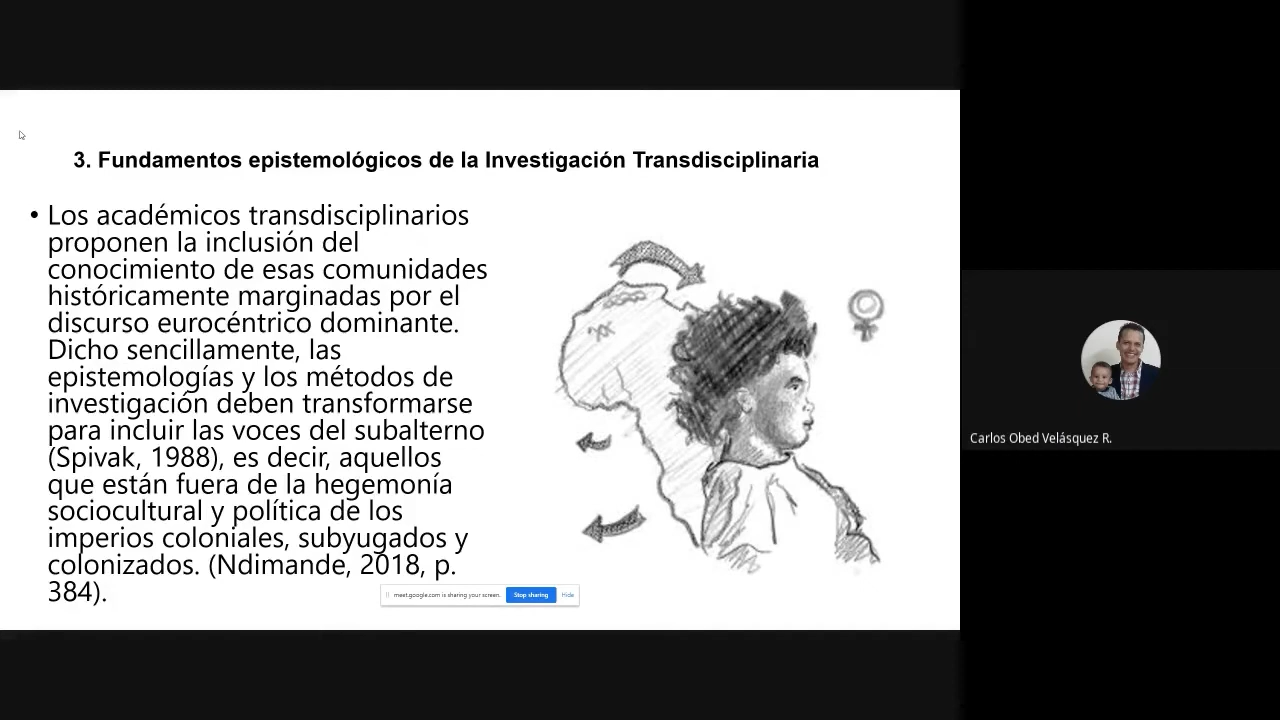 3. Fundamentos epistemológicos de la Investigación Transdisciplinaria
• Los académicos transdisciplinarios
proponen la inclusión del
conocimiento de esas comunidades
históricamente marginadas por el
discurso eurocéntrico dominante.
Dicho sencillamente, las
epistemologías y los métodos de
investigación deben transformarse
para incluir las voces del subalterno
(Spivak, 1988), es decir, aquellos
que están fuera de la hegemonía
sociocultural y política de los
imperios coloniales, subyugados y
colonizados. (Ndimande, 2018, p.
384).
meet.google.com is sharing your screen. Stop sharing Hide
Carlos Obed Velásquez R.